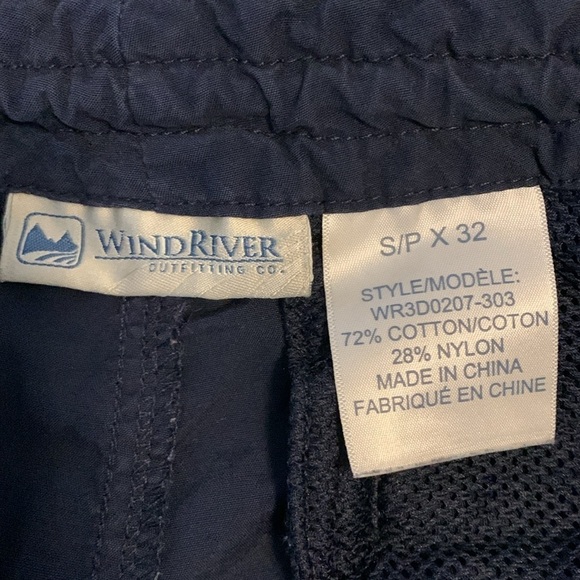 WINDRIVER
OUTFITTING CO.
S/P X 32
STYLE/MODÈLE:
WR3D0207-303
72% COTTON/COTON
28% NYLON
MADE IN CHINA
FABRIQUÉ EN CHINE